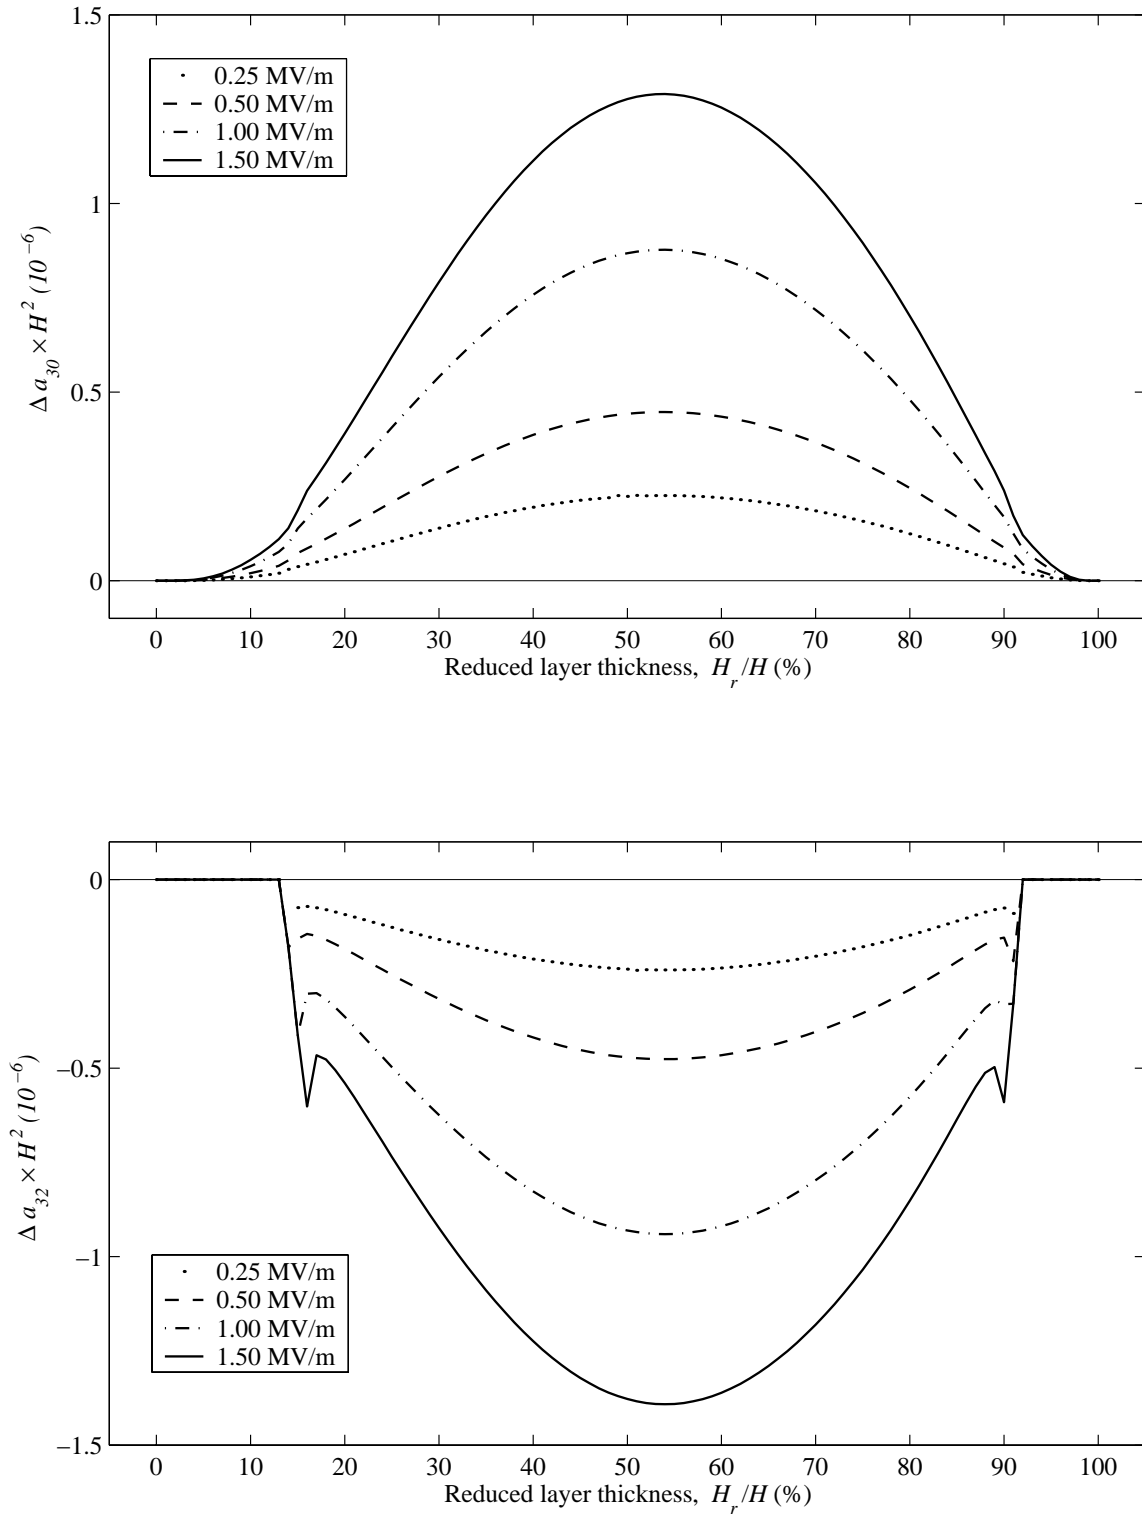 1.5
0.25 MV/m
0.50 MV/m
1.00 MV/m
1.50 MV/m
1
0.5
0
Δ a₃₀ × H² (10⁻⁶)
0 10 20 30 40 50 60 70 80 90 100
Reduced layer thickness, Hᵣ/H (%)
0
−0.5
−1
−1.5
Δ a₃₂ × H² (10⁻⁶)
0.25 MV/m
0.50 MV/m
1.00 MV/m
1.50 MV/m
0 10 20 30 40 50 60 70 80 90 100
Reduced layer thickness, Hᵣ/H (%)